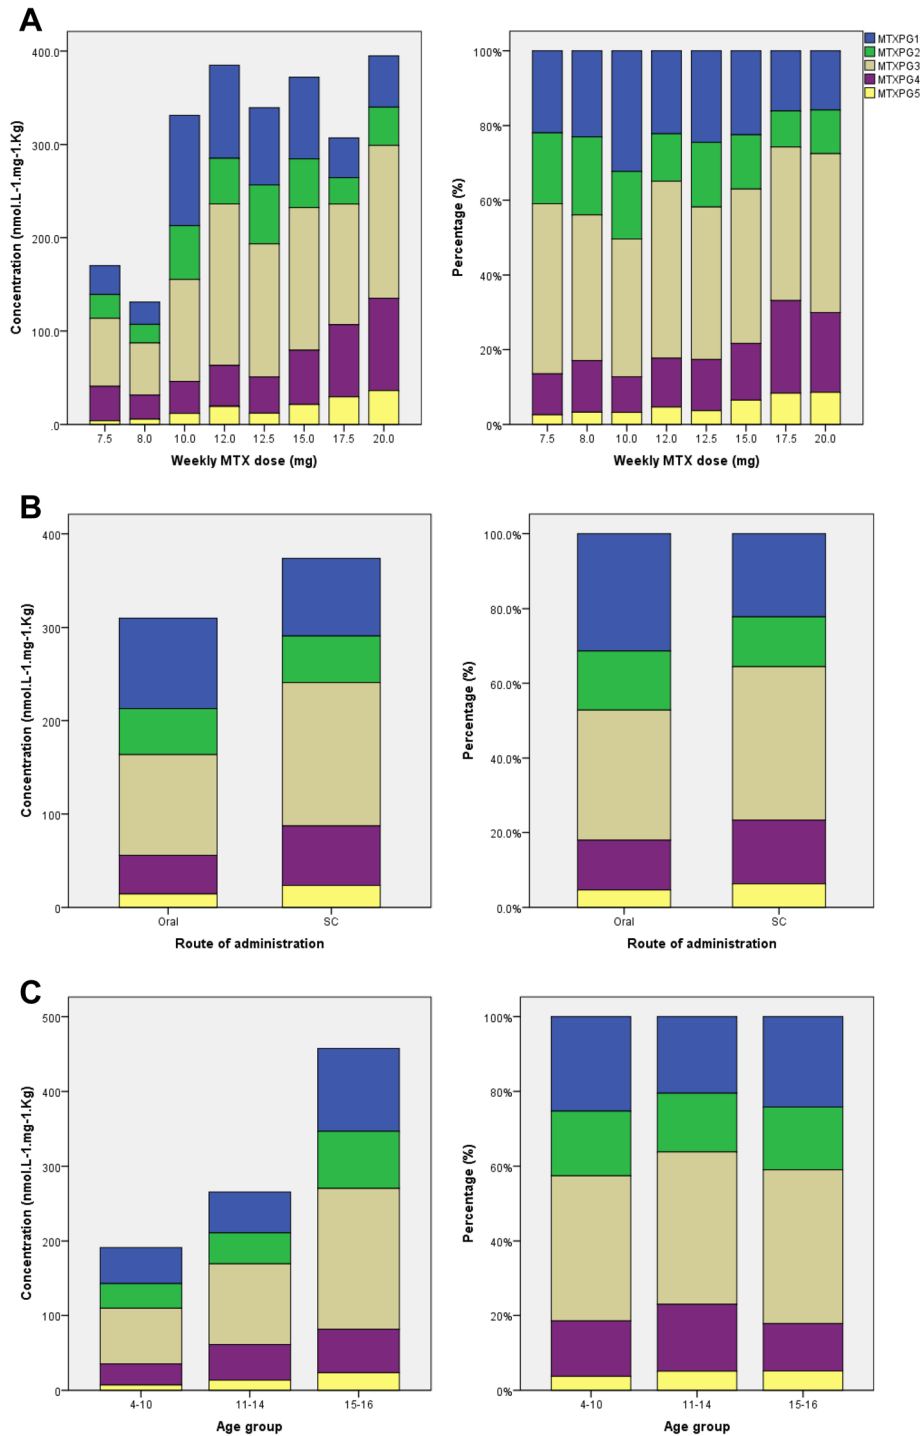 A
Concentration (nmol.L-1.mg-1.Kg)
400.0
300.0
200.0
100.0
.0
7.5 8.0 10.0 12.0 12.5 15.0 17.5 20.0
Weekly MTX dose (mg)
Percentage (%)
100%
80%
60%
40%
20%
0%
7.5 8.0 10.0 12.0 12.5 15.0 17.5 20.0
Weekly MTX dose (mg)
MTXPG1
MTXPG2
MTXPG3
MTXPG4
MTXPG5
B
Concentration (nmol.L-1.mg-1.Kg)
400
300
200
100
0
Oral SC
Route of administration
Percentage (%)
100.0%
80.0%
60.0%
40.0%
20.0%
0.0%
Oral SC
Route of administration
C
Concentration (nmol.L-1.mg-1.Kg)
500
400
300
200
100
0
4-10 11-14 15-16
Age group
Percentage (%)
100%
80%
60%
40%
20%
0%
4-10 11-14 15-16
Age group